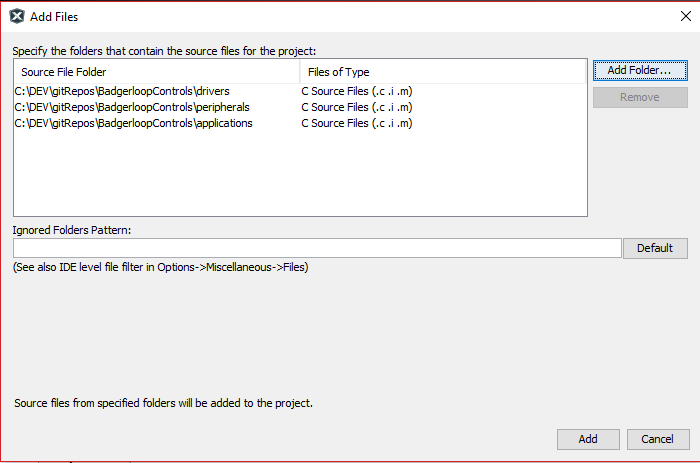 Add Files
Specify the folders that contain the source files for the project:
Source File Folder Files of Type
C:\DEV\gitRepos\BadgerloopControls\drivers C Source Files (.c .i .m)
C:\DEV\gitRepos\BadgerloopControls\peripherals C Source Files (.c .i .m)
C:\DEV\gitRepos\BadgerloopControls\applications C Source Files (.c .i .m)
Add Folder...
Remove
Ignored Folders Pattern:
Default
(See also IDE level file filter in Options->Miscellaneous->Files)
Source files from specified folders will be added to the project.
Add Cancel